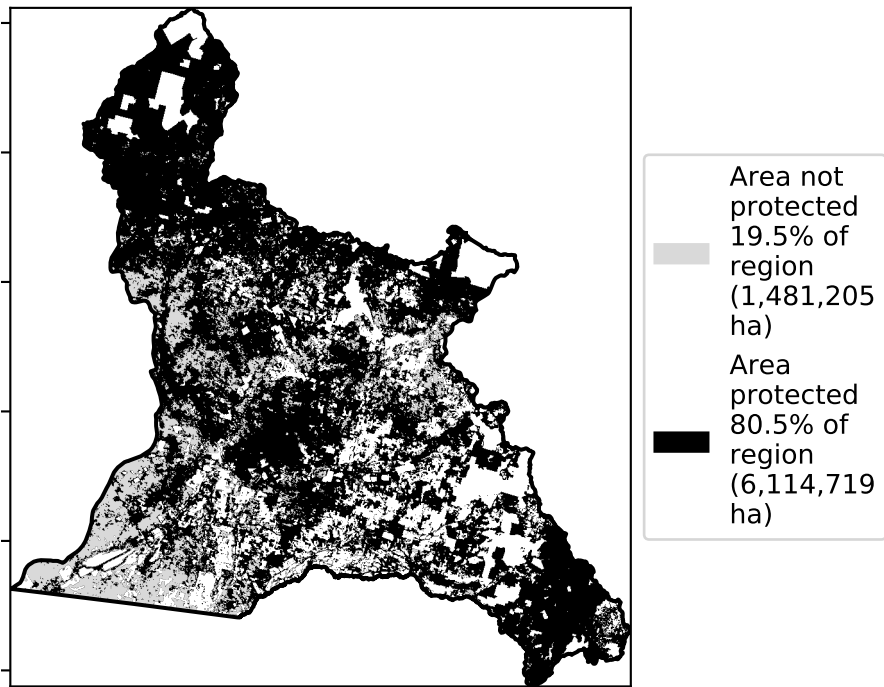 Area not
protected
19.5% of
region
(1,481,205
ha)
Area
protected
80.5% of
region
(6,114,719
ha)